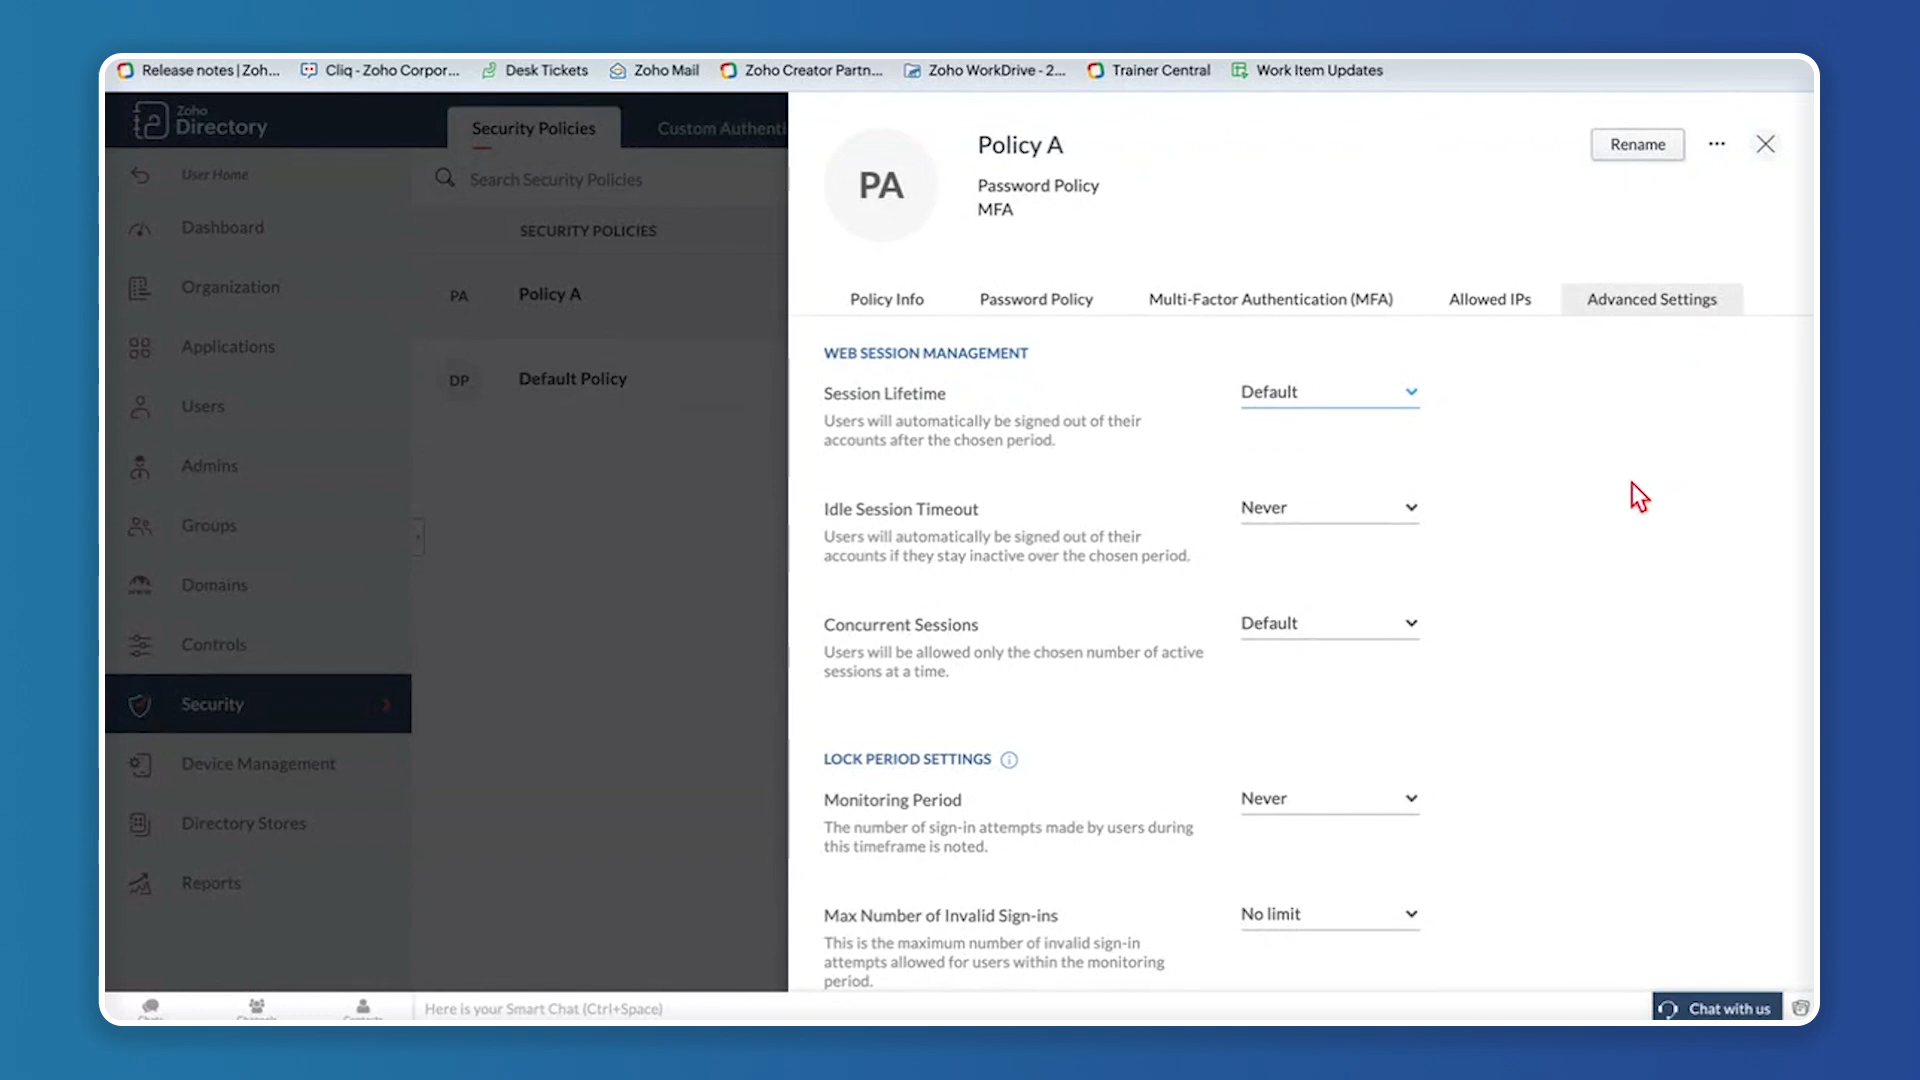 Release notes | Zoh...
Cliq - Zoho Corpor...
Desk Tickets
Zoho Mail
Zoho Creator Partn...
Zoho WorkDrive - 2...
Trainer Central
Work Item Updates
Zoho
Directory
Security Policies
Custom Authenti
User Home
Search Security Policies
Dashboard
SECURITY POLICIES
Organization
PA
Policy A
Applications
DP
Default Policy
Users
Admins
Groups
Domains
Controls
Security
Device Management
Directory Stores
Reports
PA
Policy A
Password Policy
MFA
Rename
Policy Info
Password Policy
Multi-Factor Authentication (MFA)
Allowed IPs
Advanced Settings
WEB SESSION MANAGEMENT
Session Lifetime
Default
Users will automatically be signed out of their
accounts after the chosen period.
Idle Session Timeout
Never
Users will automatically be signed out of their
accounts if they stay inactive over the chosen period.
Concurrent Sessions
Default
Users will be allowed only the chosen number of active
sessions at a time.
LOCK PERIOD SETTINGS
Monitoring Period
Never
The number of sign-in attempts made by users during
this timeframe is noted.
Max Number of Invalid Sign-ins
No limit
This is the maximum number of invalid sign-in
attempts allowed for users within the monitoring
period.
Here is your Smart Chat (Ctrl+Space)
Chat with us